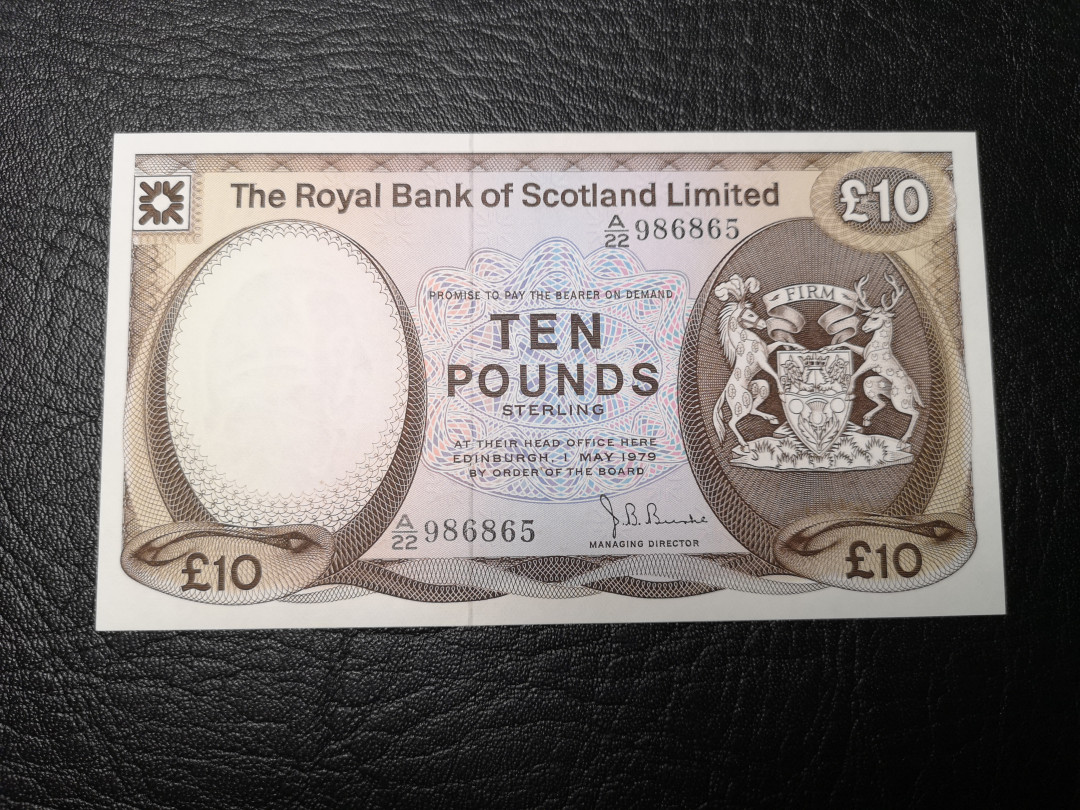 The Royal Bank of Scotland Limited
£10
A/22 986865
FIRM
PROMISE TO PAY THE BEARER ON DEMAND
TEN
POUNDS
STERLING
AT THEIR HEAD OFFICE HERE
EDINBURGH, 1 MAY 1979
BY ORDER OF THE BOARD
A/22 986865
J.B. Burke
MANAGING DIRECTOR
£10
£10